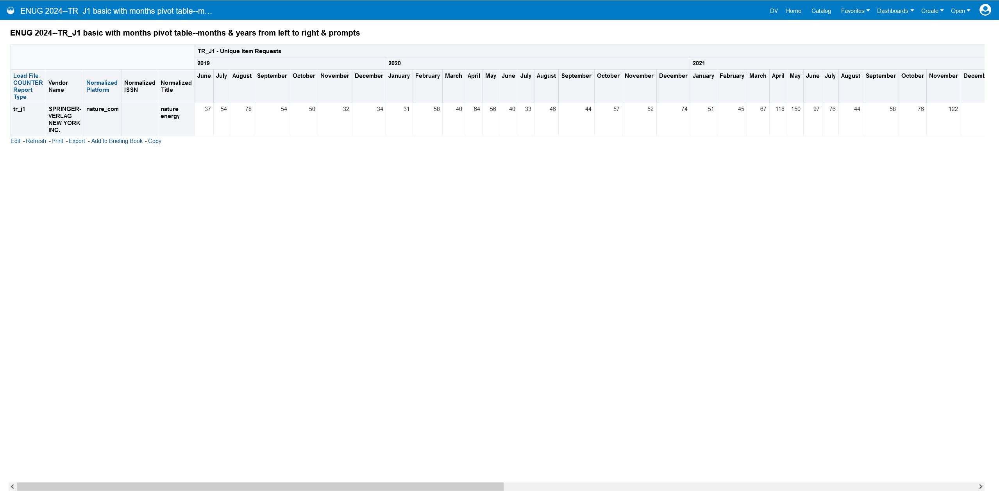 ENUG 2024--TR_J1 basic with months pivot table--m...
DV Home Catalog Favorites Dashboards Create Open
ENUG 2024--TR_J1 basic with months pivot table--months & years from left to right & prompts
TR_J1 - Unique Item Requests
2019 2020 2021
Load File COUNTER Report Type Vendor Name Normalized Platform Normalized ISSN Normalized Title June July August September October November December January February March April May June July August September October November December January February March April May June July August September October November Decemb
tr_j1 SPRINGER-VERLAG NEW YORK INC. nature_com nature energy 37 54 78 54 50 32 34 31 58 40 64 56 40 33 46 44 57 52 74 51 45 67 118 150 97 76 44 58 76 122
Edit - Refresh - Print - Export - Add to Briefing Book - Copy